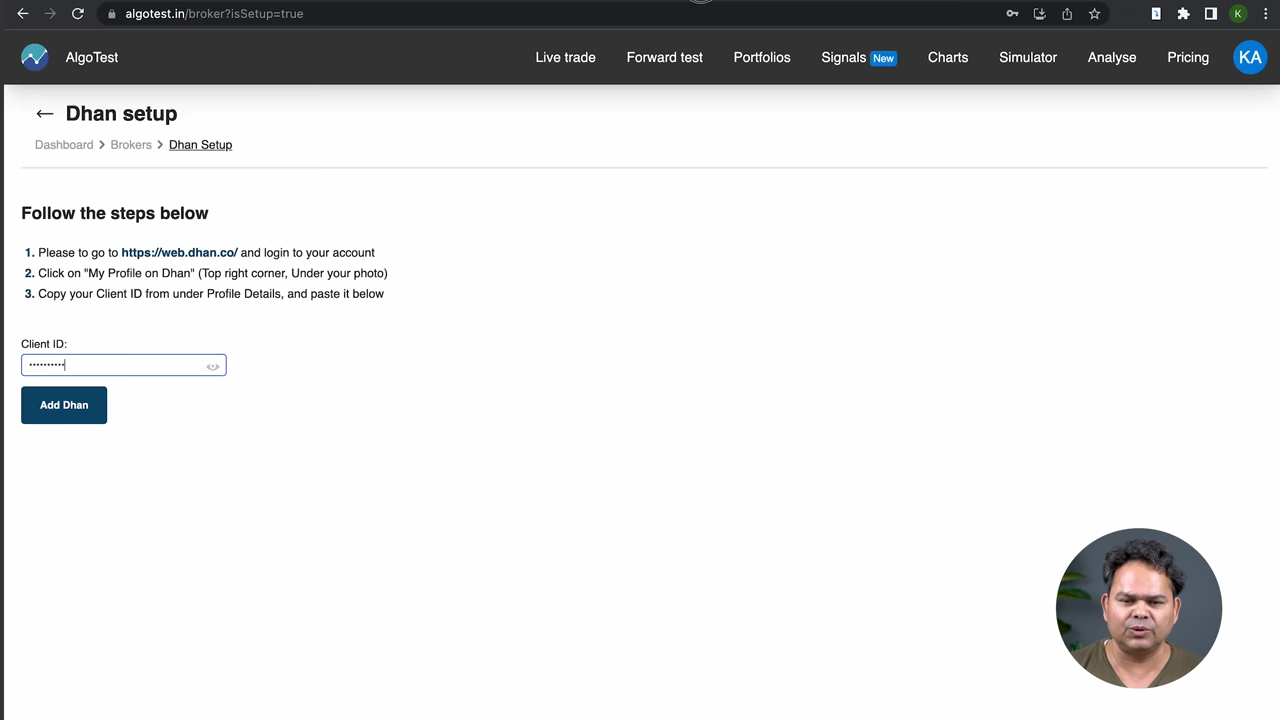 algotest.in/broker?isSetup=true
K
AlgoTest
Live trade
Forward test
Portfolios
Signals New
Charts
Simulator
Analyse
Pricing
KA
← Dhan setup
Dashboard > Brokers > Dhan Setup
Follow the steps below
1. Please to go to https://web.dhan.co/ and login to your account
2. Click on "My Profile on Dhan" (Top right corner, Under your photo)
3. Copy your Client ID from under Profile Details, and paste it below
Client ID:
••••••••••
Add Dhan